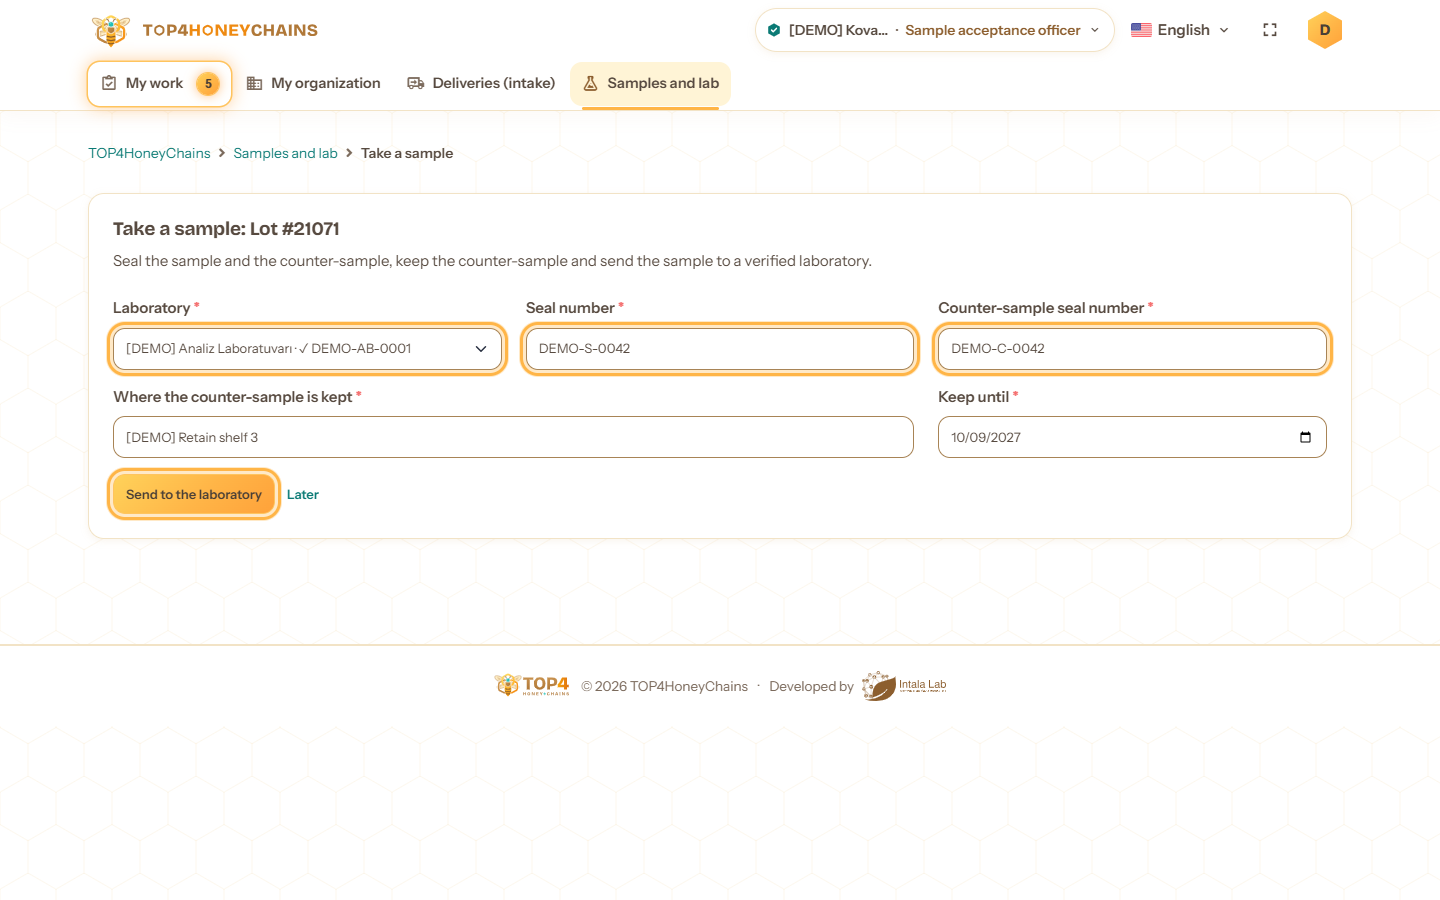 TOP4HONEYCHAINS
[DEMO] Kova... · Sample acceptance officer
English
D
My work 5
My organization
Deliveries (intake)
Samples and lab
TOP4HoneyChains > Samples and lab > Take a sample
Take a sample: Lot #21071
Seal the sample and the counter-sample, keep the counter-sample and send the sample to a verified laboratory.
Laboratory *
Seal number *
Counter-sample seal number *
[DEMO] Analiz Laboratuvarı · ✓ DEMO-AB-0001
DEMO-S-0042
DEMO-C-0042
Where the counter-sample is kept *
Keep until *
[DEMO] Retain shelf 3
10/09/2027
Send to the laboratory
Later
TOP4
HONEYCHAINS
© 2026 TOP4HoneyChains · Developed by
Intala Lab